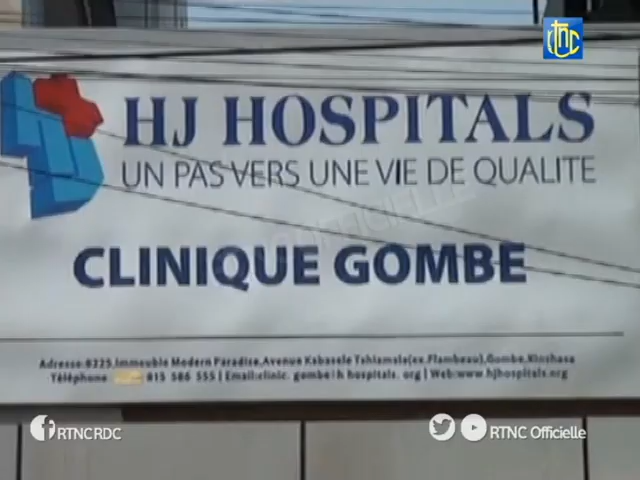 RTNC
HJ HOSPITALS
UN PAS VERS UNE VIE DE QUALITE
OFFICIELLE
CLINIQUE GOMBE
Adresse:8225,Immeuble Modern Paradise,Avenue Kabasele Tshiamala(ex.Flambeau),Gombe,Kinshasa
Téléphone: 815 586 555 | Email:clinic. gombe@h hospitals. org | Web:www.hjhospitals.org
RTNCRDC
RTNC Officielle